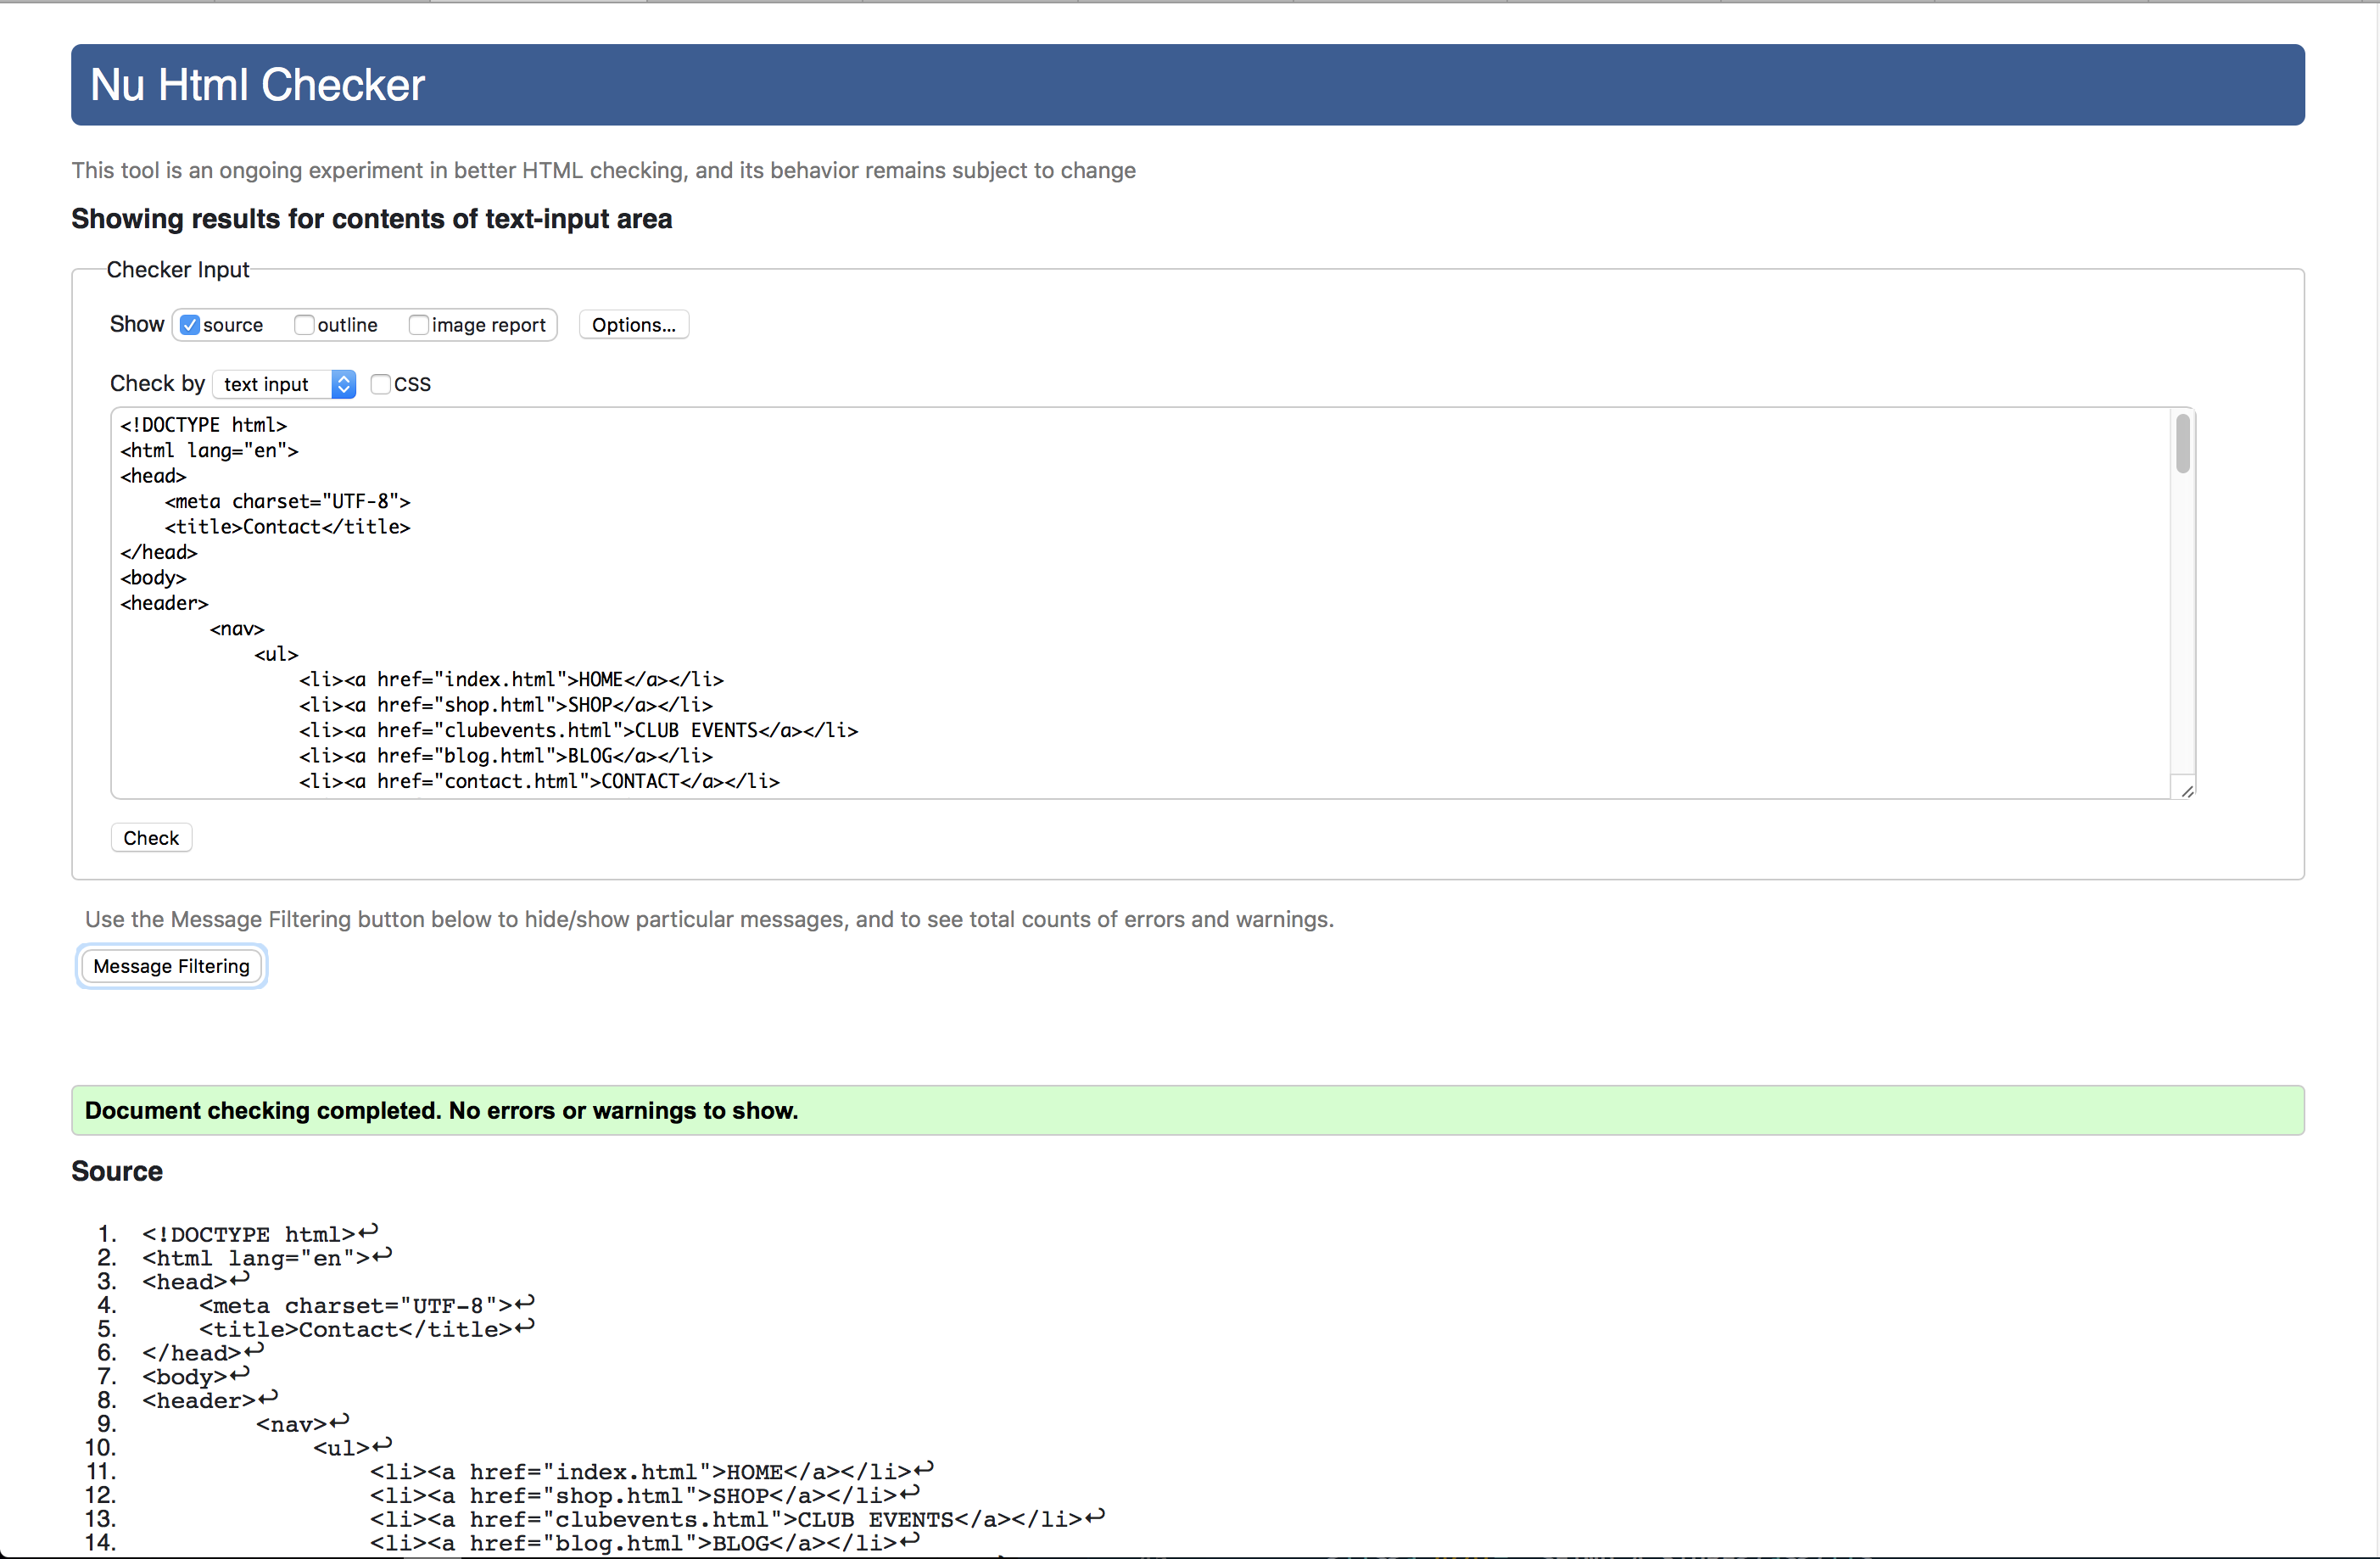 Nu Html Checker
This tool is an ongoing experiment in better HTML checking, and its behavior remains subject to change
Showing results for contents of text-input area
Checker Input
Show source outline image report Options...
Check by text input CSS
<!DOCTYPE html>
<html lang="en">
<head>
    <meta charset="UTF-8">
    <title>Contact</title>
</head>
<body>
<header>
        <nav>
            <ul>
                <li><a href="index.html">HOME</a></li>
                <li><a href="shop.html">SHOP</a></li>
                <li><a href="clubevents.html">CLUB EVENTS</a></li>
                <li><a href="blog.html">BLOG</a></li>
                <li><a href="contact.html">CONTACT</a></li>
Check
Use the Message Filtering button below to hide/show particular messages, and to see total counts of errors and warnings.
Message Filtering
Document checking completed. No errors or warnings to show.
Source
1. <!DOCTYPE html>↩
2. <html lang="en">↩
3. <head>↩
4.     <meta charset="UTF-8">↩
5.     <title>Contact</title>↩
6. </head>↩
7. <body>↩
8. <header>↩
9.         <nav>↩
10.             <ul>↩
11.                 <li><a href="index.html">HOME</a></li>↩
12.                 <li><a href="shop.html">SHOP</a></li>↩
13.                 <li><a href="clubevents.html">CLUB EVENTS</a></li>↩
14.                 <li><a href="blog.html">BLOG</a></li>↩